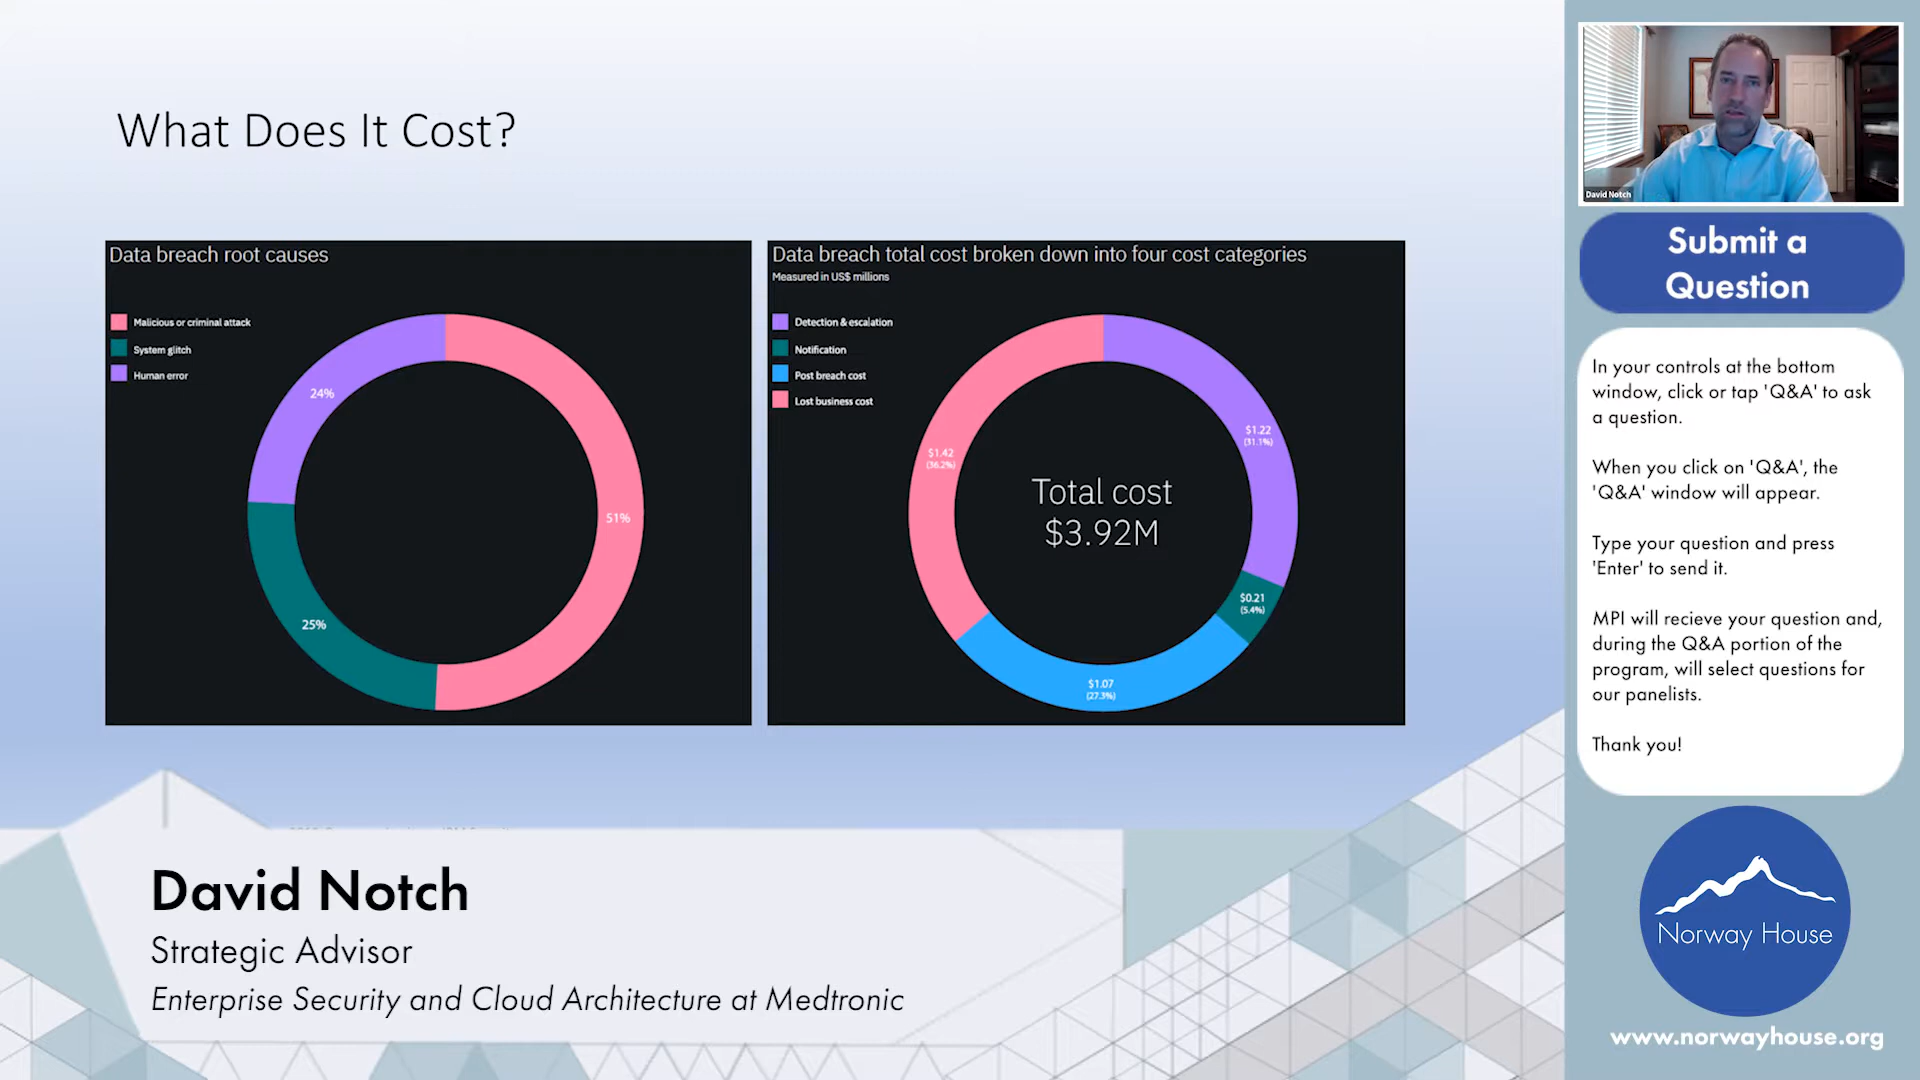 What Does It Cost?
Data breach root causes
Malicious or criminal attack
System glitch
Human error
24%
51%
25%
Data breach total cost broken down into four cost categories
Measured in US$ millions
Detection & escalation
Notification
Post breach cost
Lost business cost
$1.42
(36.2%)
$1.22
(31.1%)
Total cost
$3.92M
$0.21
(5.4%)
$1.07
(27.3%)
David Notch
Strategic Advisor
Enterprise Security and Cloud Architecture at Medtronic
David Notch
Submit a
Question
In your controls at the bottom
window, click or tap 'Q&A' to ask
a question.
When you click on 'Q&A', the
'Q&A' window will appear.
Type your question and press
'Enter' to send it.
MPI will recieve your question and,
during the Q&A portion of the
program, will select questions for
our panelists.
Thank you!
Norway House
www.norwayhouse.org